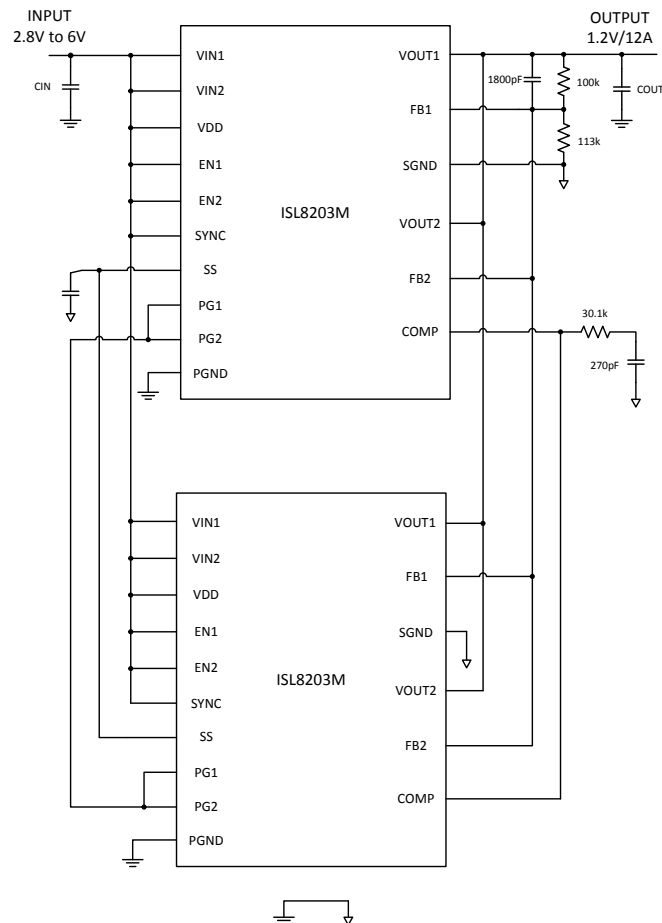 INPUT
2.8V to 6V
OUTPUT
1.2V/12A
CIN
VIN1
VIN2
VDD
EN1
EN2
SYNC
SS
PG1
PG2
PGND
ISL8203M
VOUT1
FB1
SGND
VOUT2
FB2
COMP
1800pF
100k
COUT
113k
30.1k
270pF
VIN1
VIN2
VDD
EN1
EN2
SYNC
SS
PG1
PG2
PGND
ISL8203M
VOUT1
FB1
SGND
VOUT2
FB2
COMP